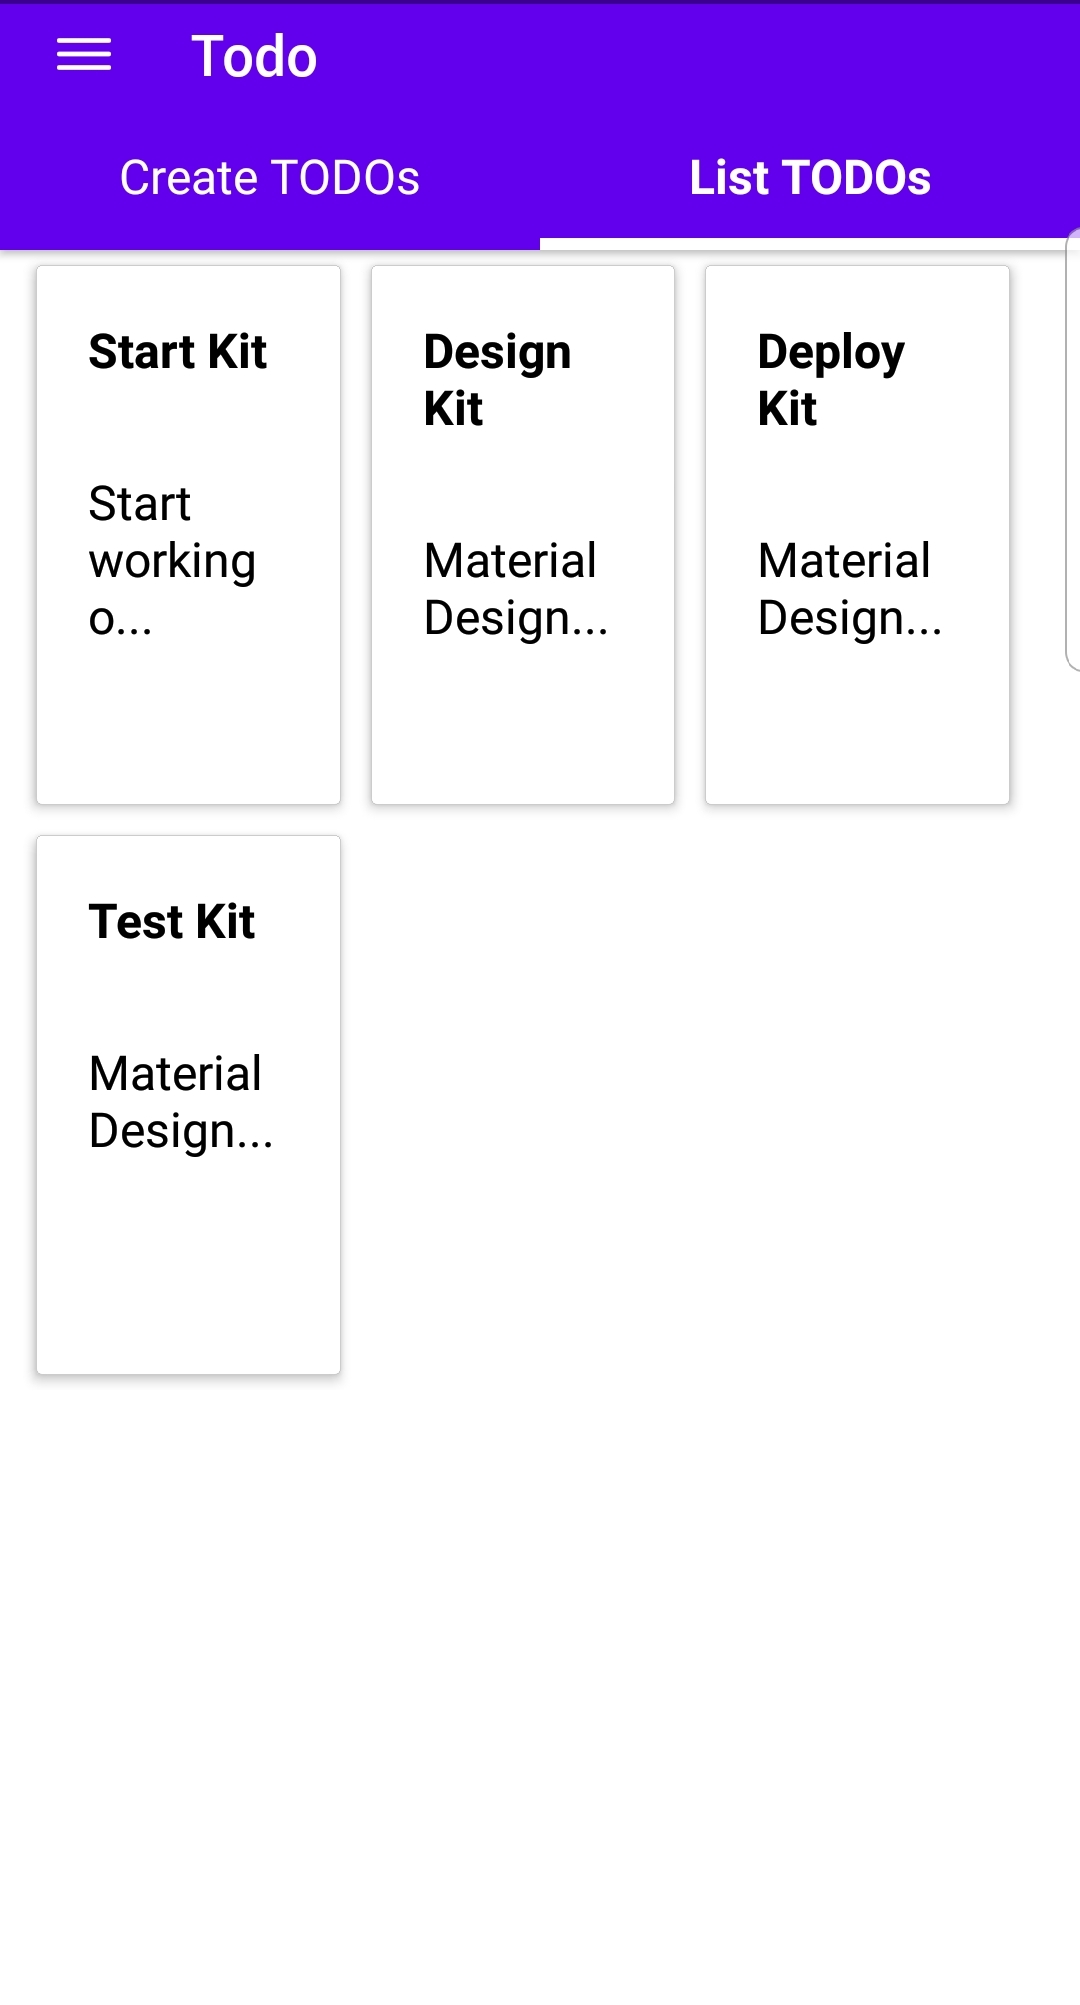 Todo
Create TODOs
List TODOs
Start Kit
Start
working
o...
Design
Kit
Material
Design...
Deploy
Kit
Material
Design...
Test Kit
Material
Design...